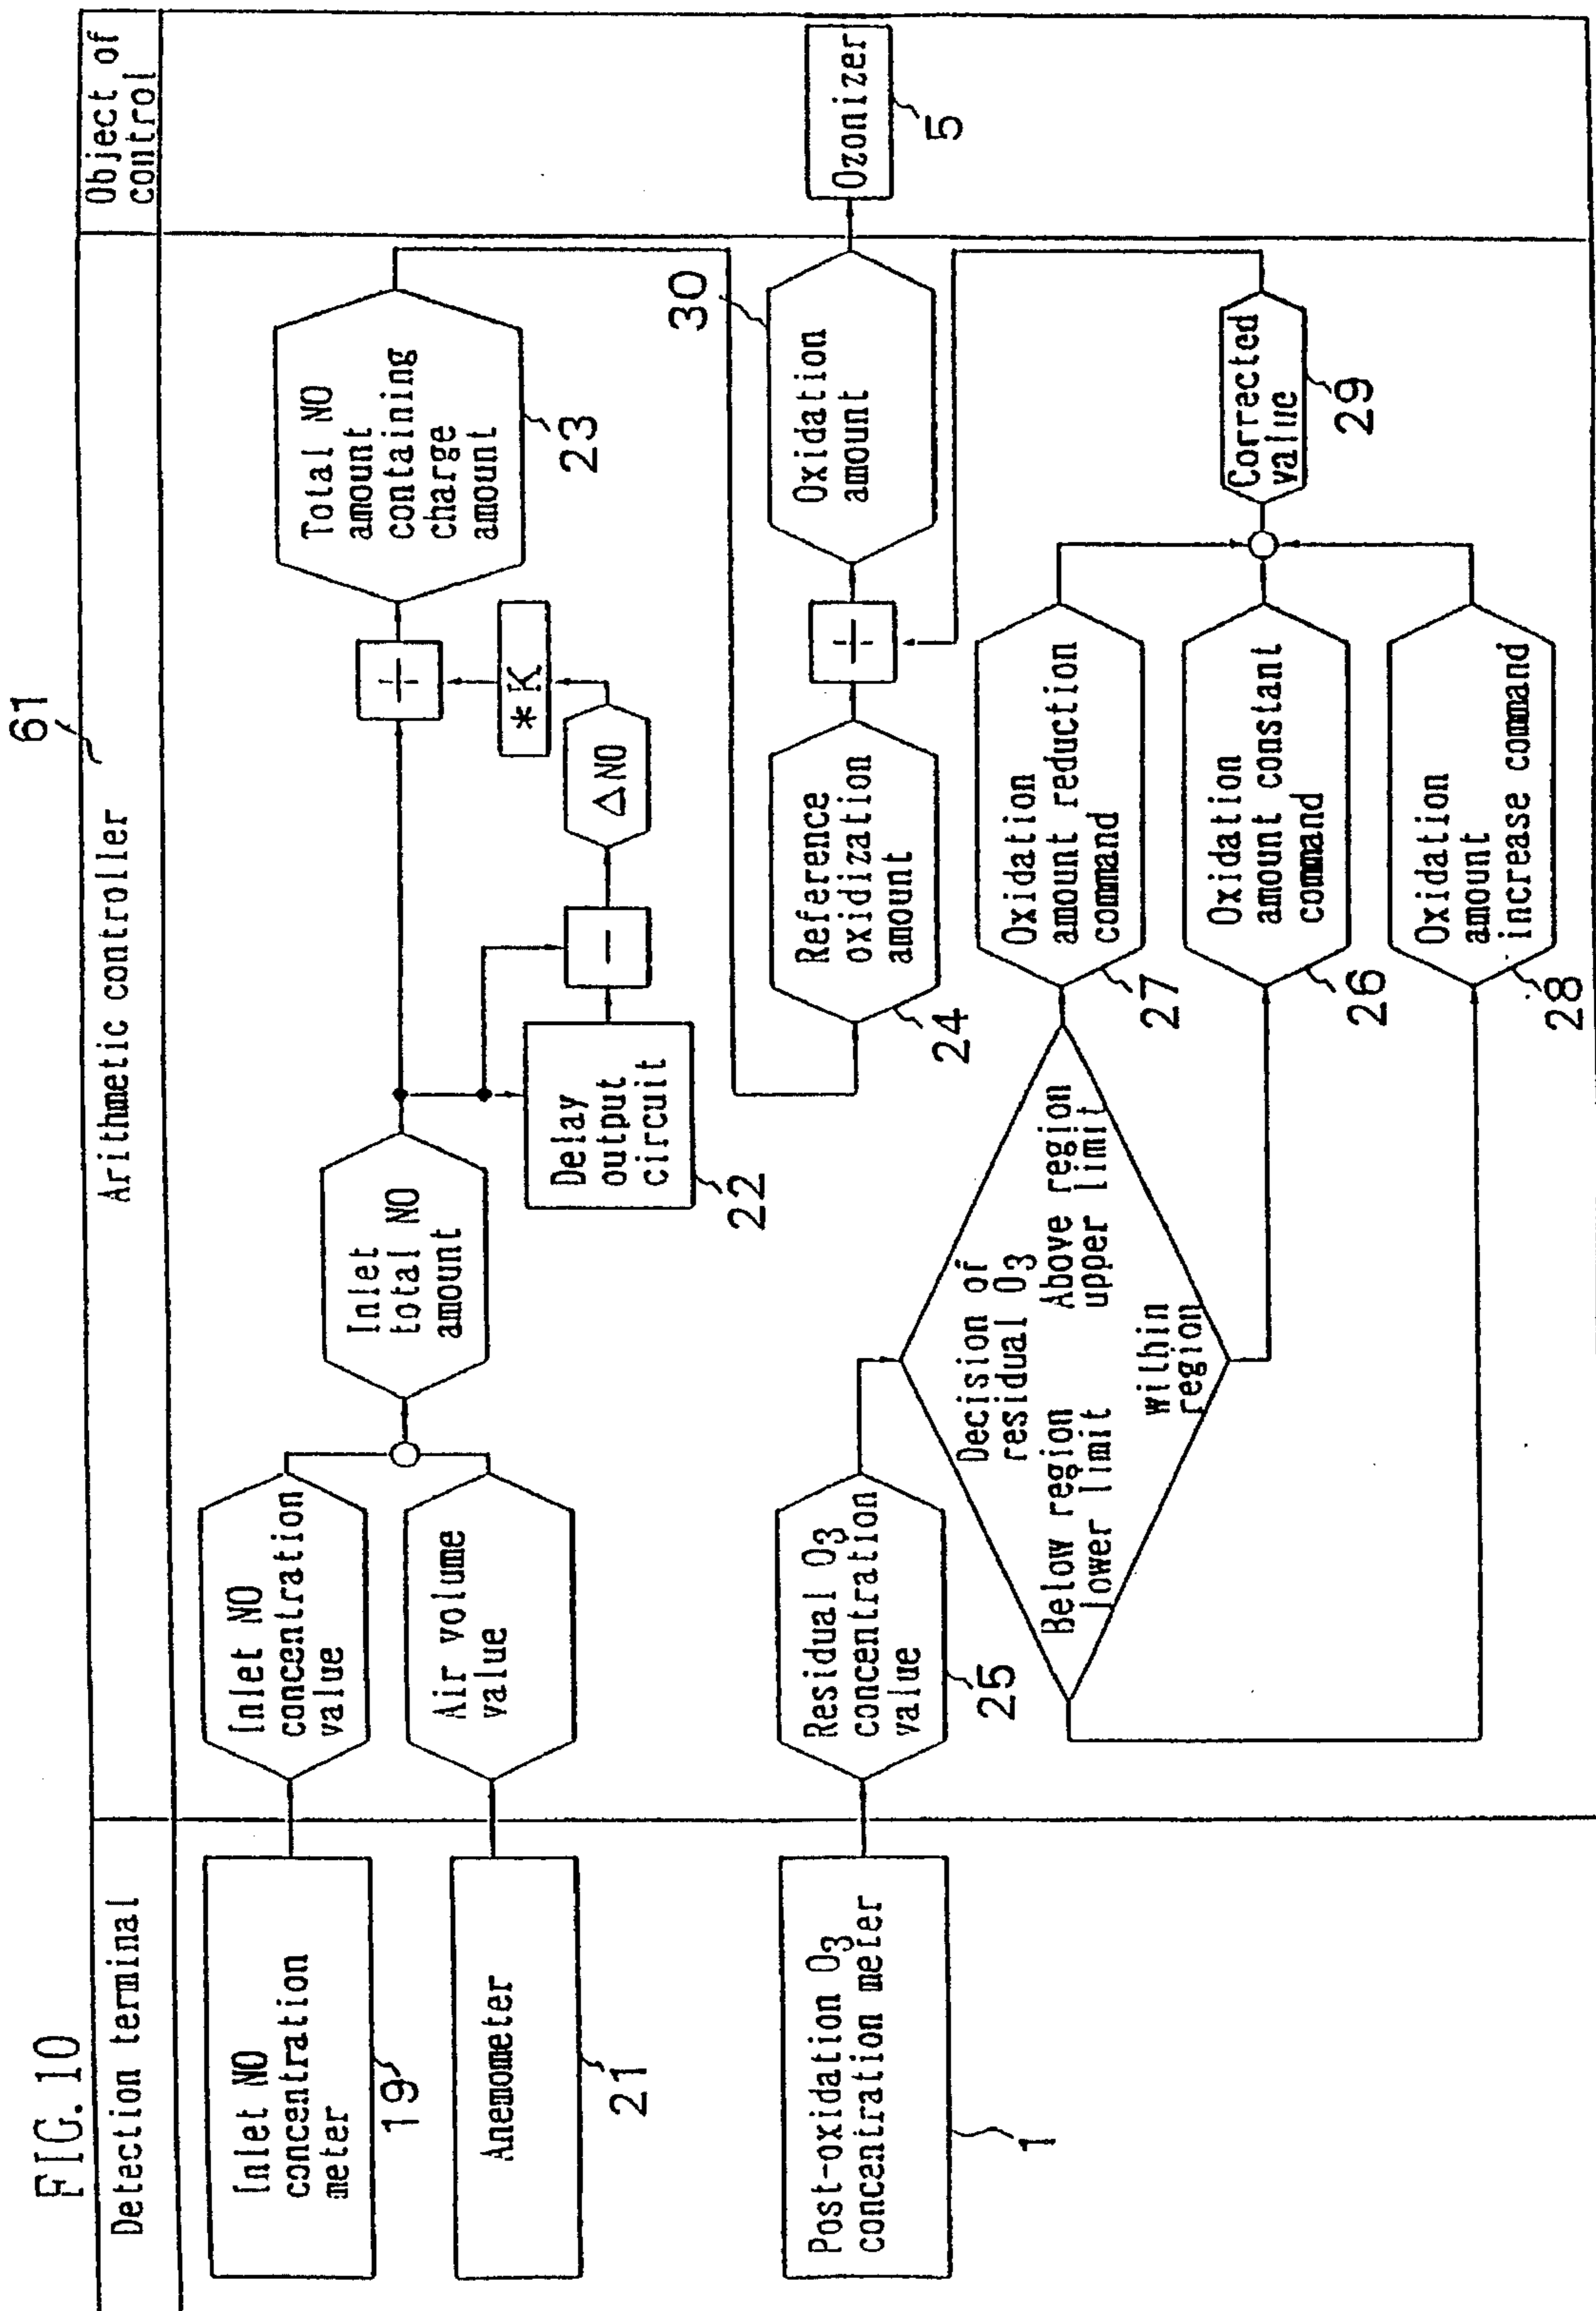 FIG.10
61
Detection terminal
Arithmetic controller
Object of
control
Inlet NO
concentration
meter
19
Inlet NO
concentration
value
Anemometer
21
Air volume
value
Inlet
total NO
amount
Delay
output
circuit
22
−
△NO
*K
+
Total NO
amount
containing
charge
amount
23
Post-oxidation O3
concentration meter
1
Residual O3
concentration
value
25
Decision of
residual O3
Below region
lower limit
Above region
upper limit
wilhin
region
Reference
oxidization
amount
24
+
Oxidation
amount
30
Ozonizer
5
Oxidation
amount reduction
command
27
Oxidation
amount constant
command
26
Oxidation
amount
increase command
28
Corrected
value
29